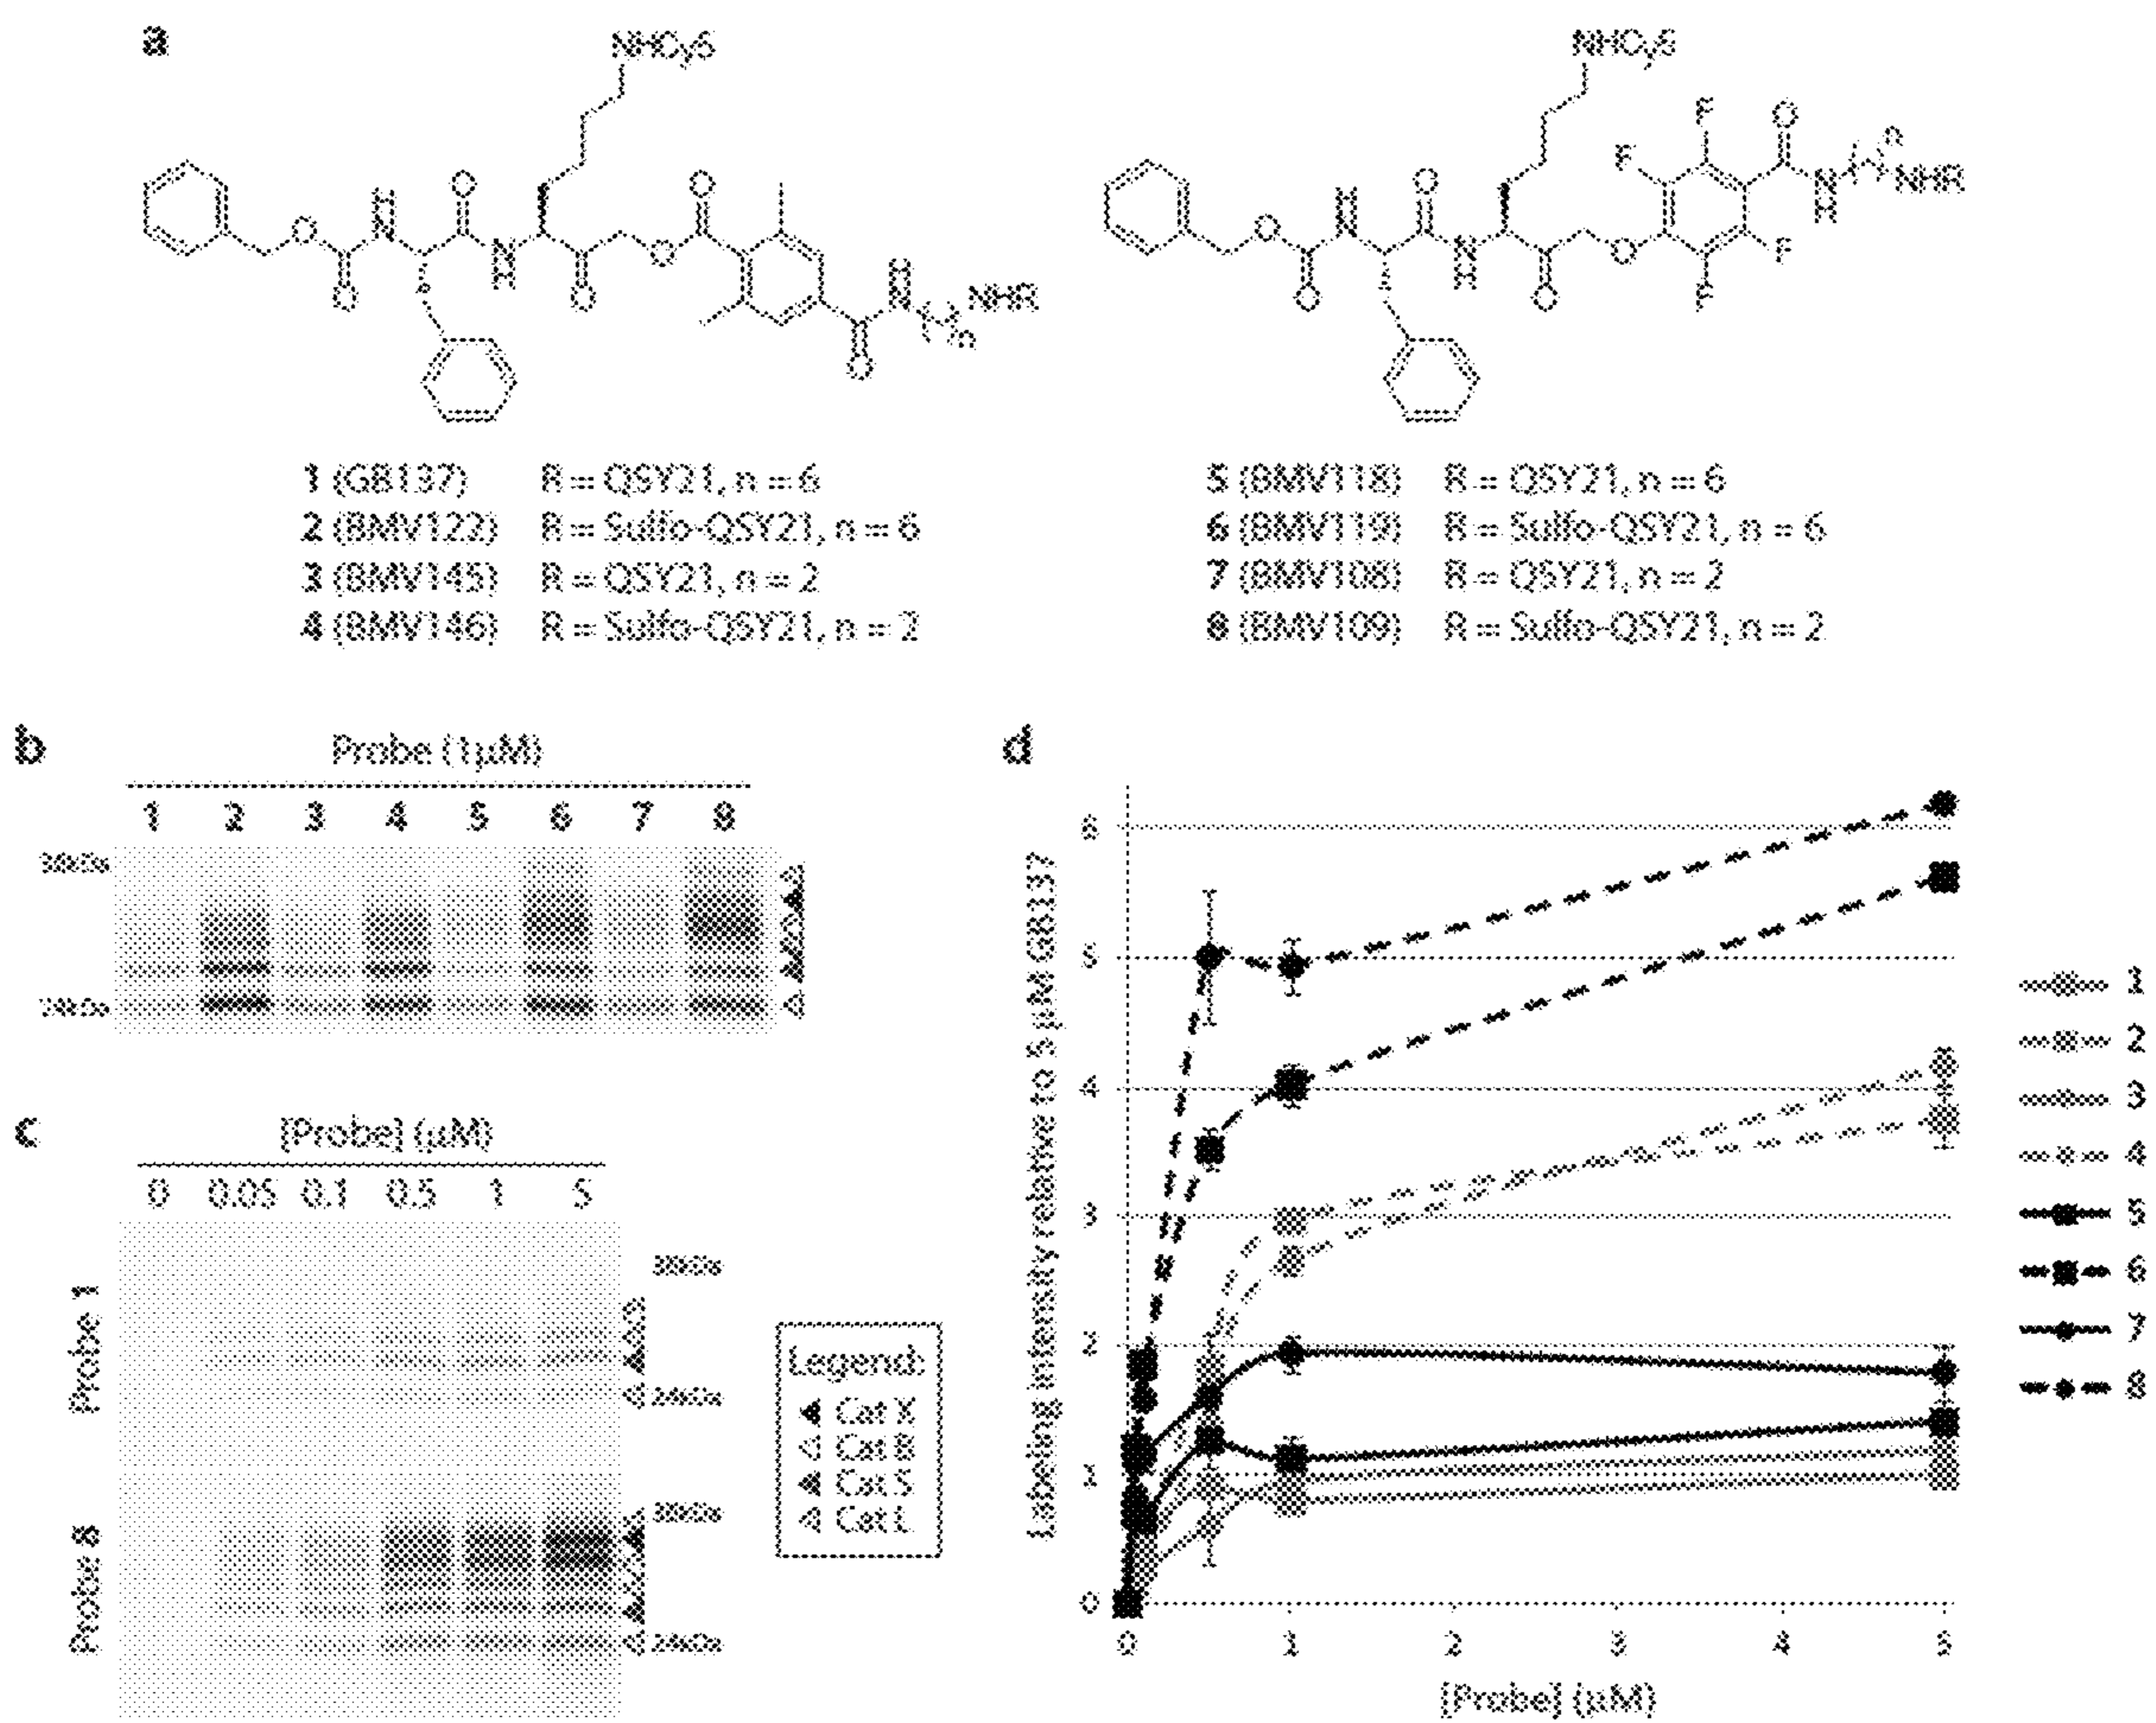 a
NHCy5 NHCy5
O O O H N N H O O O O O H N NHR n
O O O H N N H O O F F F F O N H n NHR
1 (GB137) R = QSY21, n = 6
2 (BMV122) R = Sulfo-QSY21, n = 6
3 (BMV145) R = QSY21, n = 2
4 (BMV146) R = Sulfo-QSY21, n = 2
5 (BMV118) R = QSY21, n = 6
6 (BMV119) R = Sulfo-QSY21, n = 6
7 (BMV108) R = QSY21, n = 2
8 (BMV109) R = Sulfo-QSY21, n = 2
b
Probe (1µM)
1 2 3 4 5 6 7 8
c
[Probe] (µM)
0 0.05 0.1 0.5 1 5
Probe 1
Probe 8
Legend:
Cat X
Cat B
Cat S
Cat L
d
Labeling intensity relative to 5 µM GB137
6
5
4
3
2
1
0
0 1 2 3 4 5
[Probe] (µM)
1
2
3
4
5
6
7
8